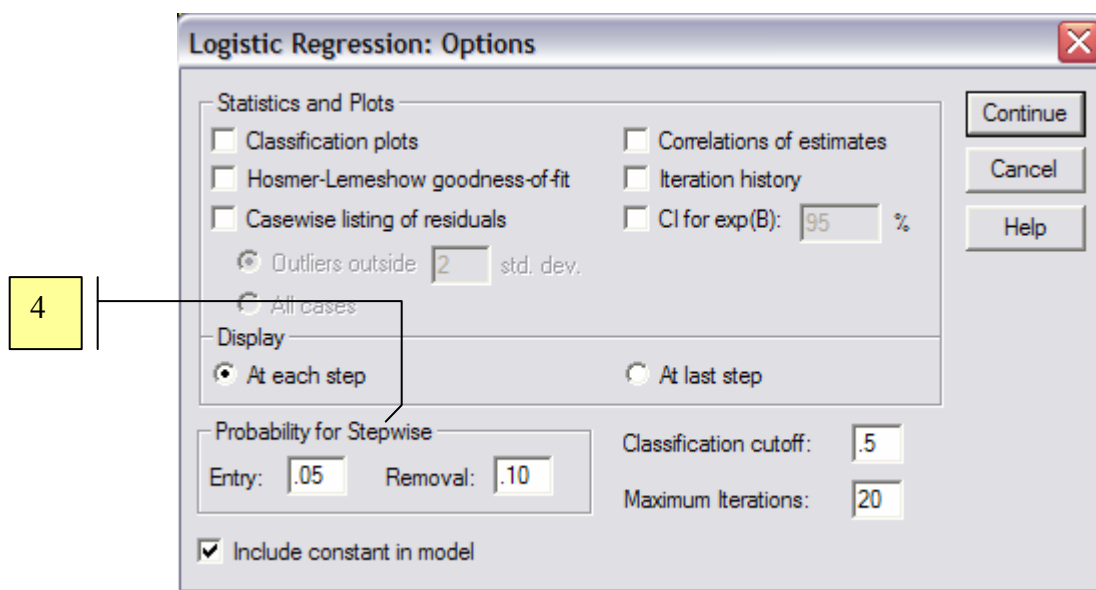 Logistic Regression: Options
Statistics and Plots
Classification plots
Correlations of estimates
Hosmer-Lemeshow goodness-of-fit
Iteration history
Casewise listing of residuals
CI for exp(B): 95 %
Outliers outside 2 std. dev.
All cases
Display
At each step
At last step
Probability for Stepwise
Entry: .05 Removal: .10
Classification cutoff: .5
Maximum Iterations: 20
Include constant in model
Continue
Cancel
Help
4